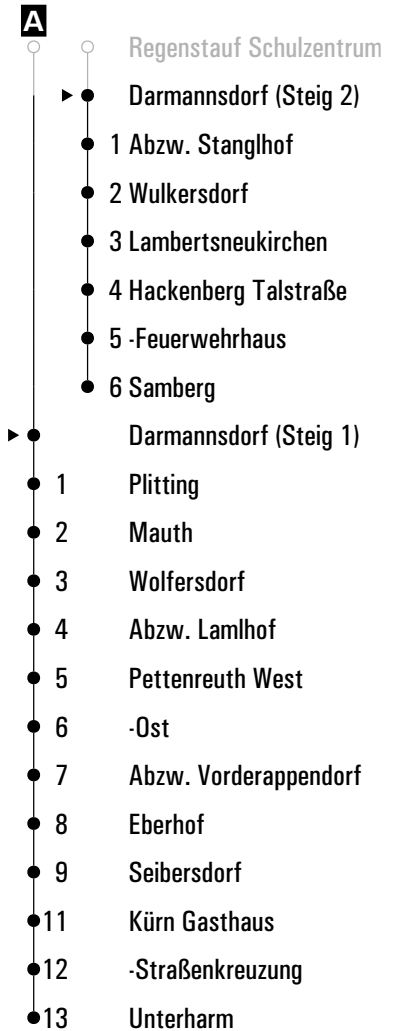 A
Regenstauf Schulzentrum
Darmannsdorf (Steig 2)
1 Abzw. Stanglhof
2 Wulkersdorf
3 Lambertsneukirchen
4 Hackenberg Talstraße
5 -Feuerwehrhaus
6 Samberg
Darmannsdorf (Steig 1)
1 Plitting
2 Mauth
3 Wolfersdorf
4 Abzw. Lamlhof
5 Pettenreuth West
6 -Ost
7 Abzw. Vorderappendorf
8 Eberhof
9 Seibersdorf
11 Kürn Gasthaus
12 -Straßenkreuzung
13 Unterharm